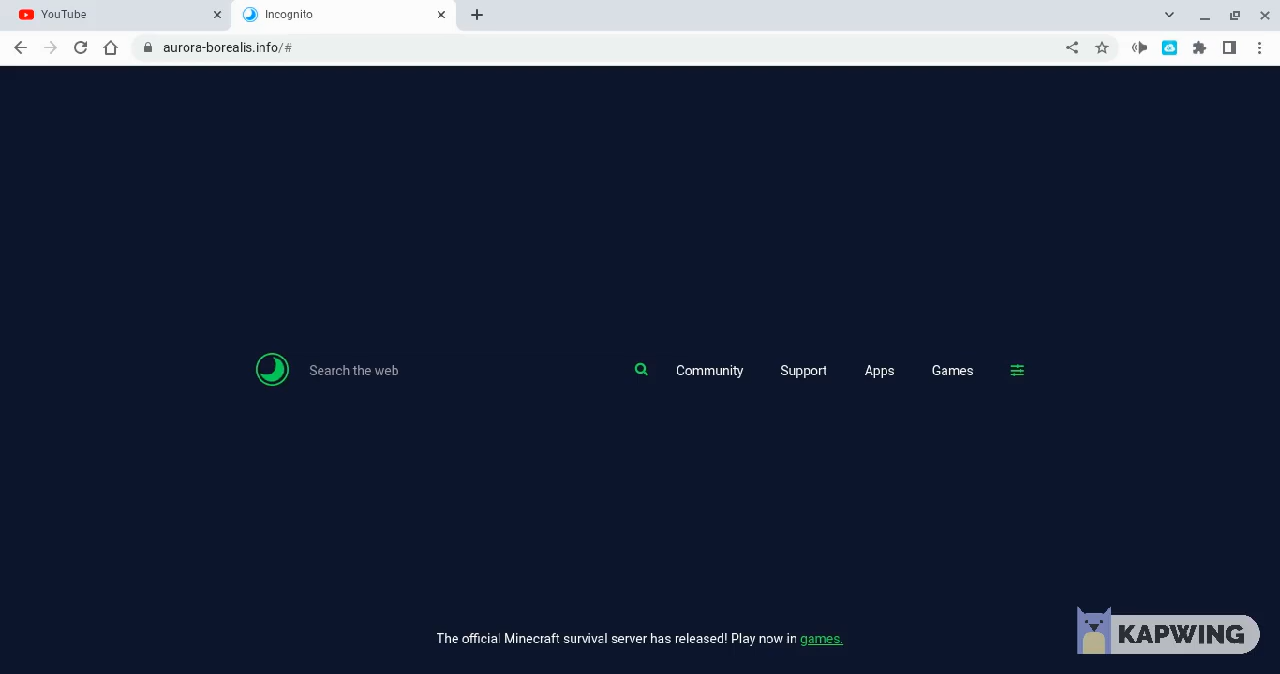 YouTube
Incognito
aurora-borealis.info/#
Search the web
Community
Support
Apps
Games
The official Minecraft survival server has released! Play now in games.
KAPWING